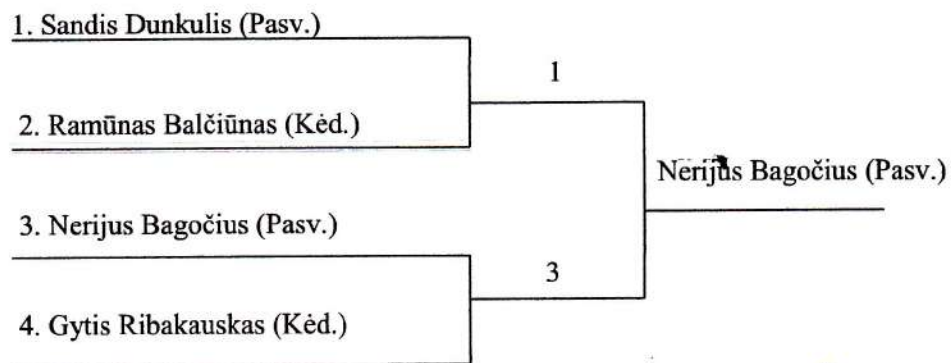 1. Sandis Dunkulis (Pasv.)
1
2. Ramūnas Balčiūnas (Kėd.)
Nerijus Bagočius (Pasv.)
3. Nerijus Bagočius (Pasv.)
3
4. Gytis Ribakauskas (Kėd.)